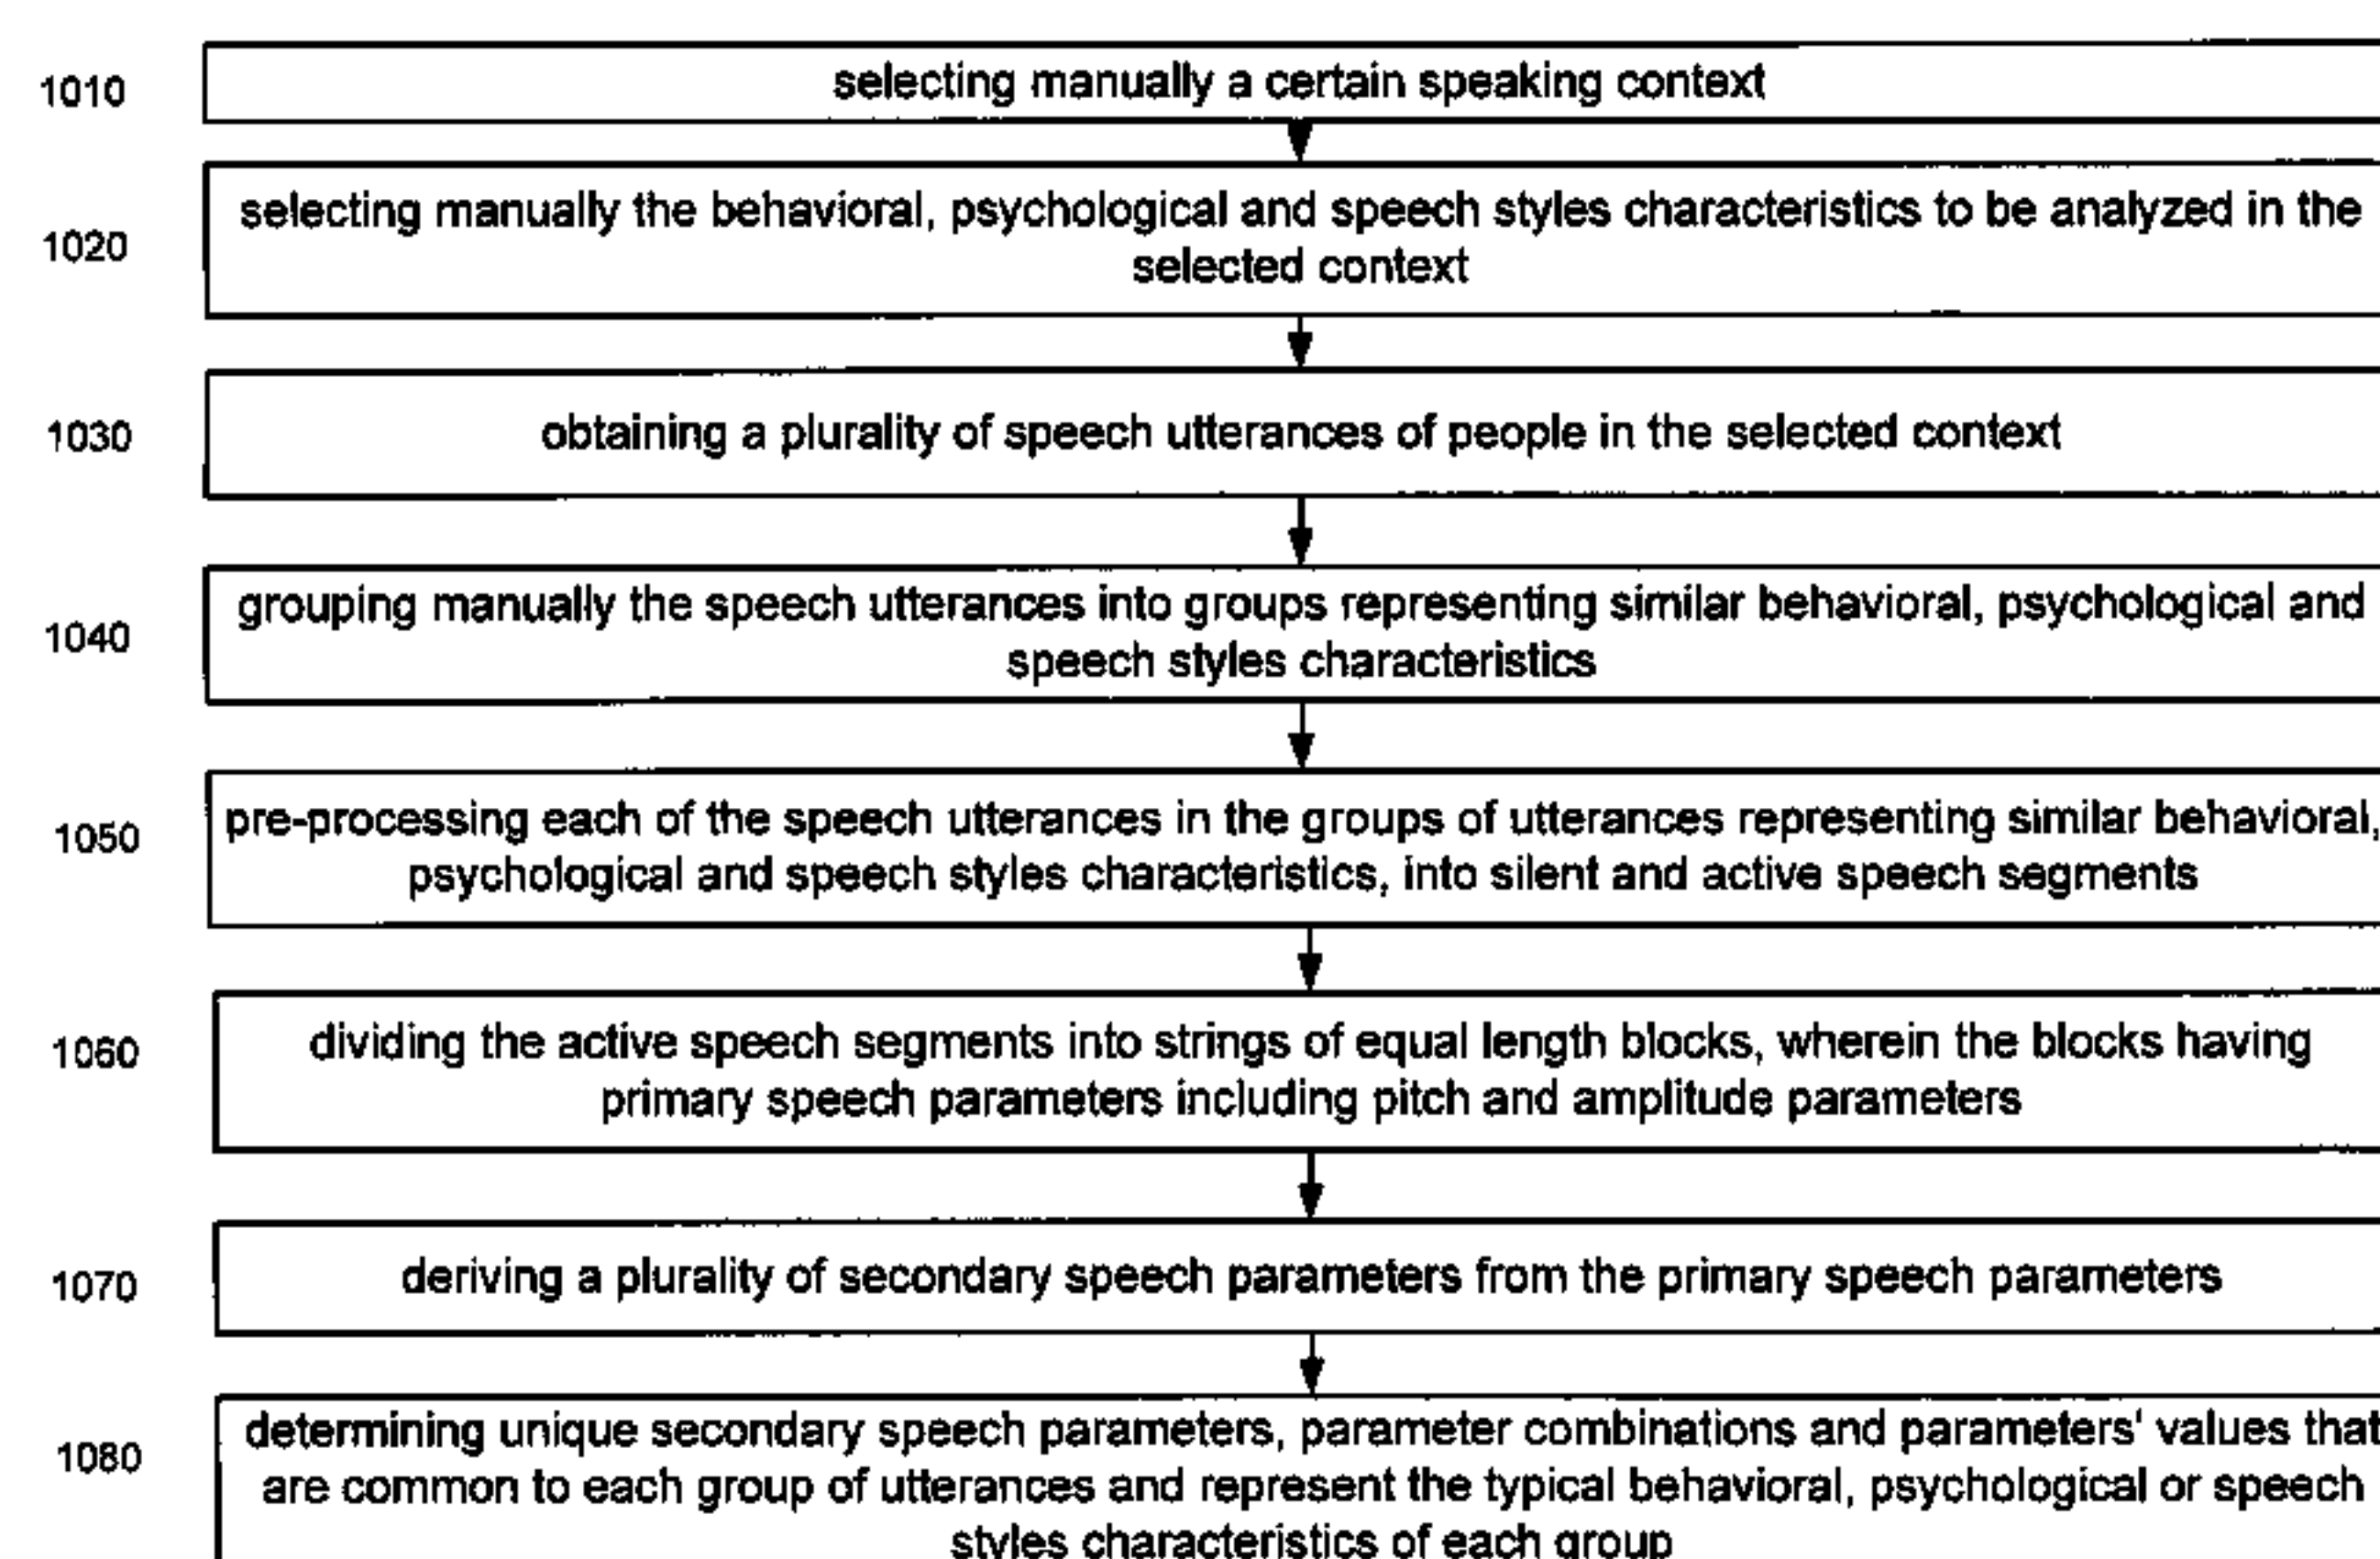 1010
selecting manually a certain speaking context
1020
selecting manually the behavioral, psychological and speech styles characteristics to be analyzed in the
selected context
1030
obtaining a plurality of speech utterances of people in the selected context
1040
grouping manually the speech utterances into groups representing similar behavioral, psychological and
speech styles characteristics
1050
pre-processing each of the speech utterances in the groups of utterances representing similar behavioral,
psychological and speech styles characteristics, into silent and active speech segments
1060
dividing the active speech segments into strings of equal length blocks, wherein the blocks having
primary speech parameters including pitch and amplitude parameters
1070
deriving a plurality of secondary speech parameters from the primary speech parameters
1080
determining unique secondary speech parameters, parameter combinations and parameters' values that
are common to each group of utterances and represent the typical behavioral, psychological or speech
styles characteristics of each group